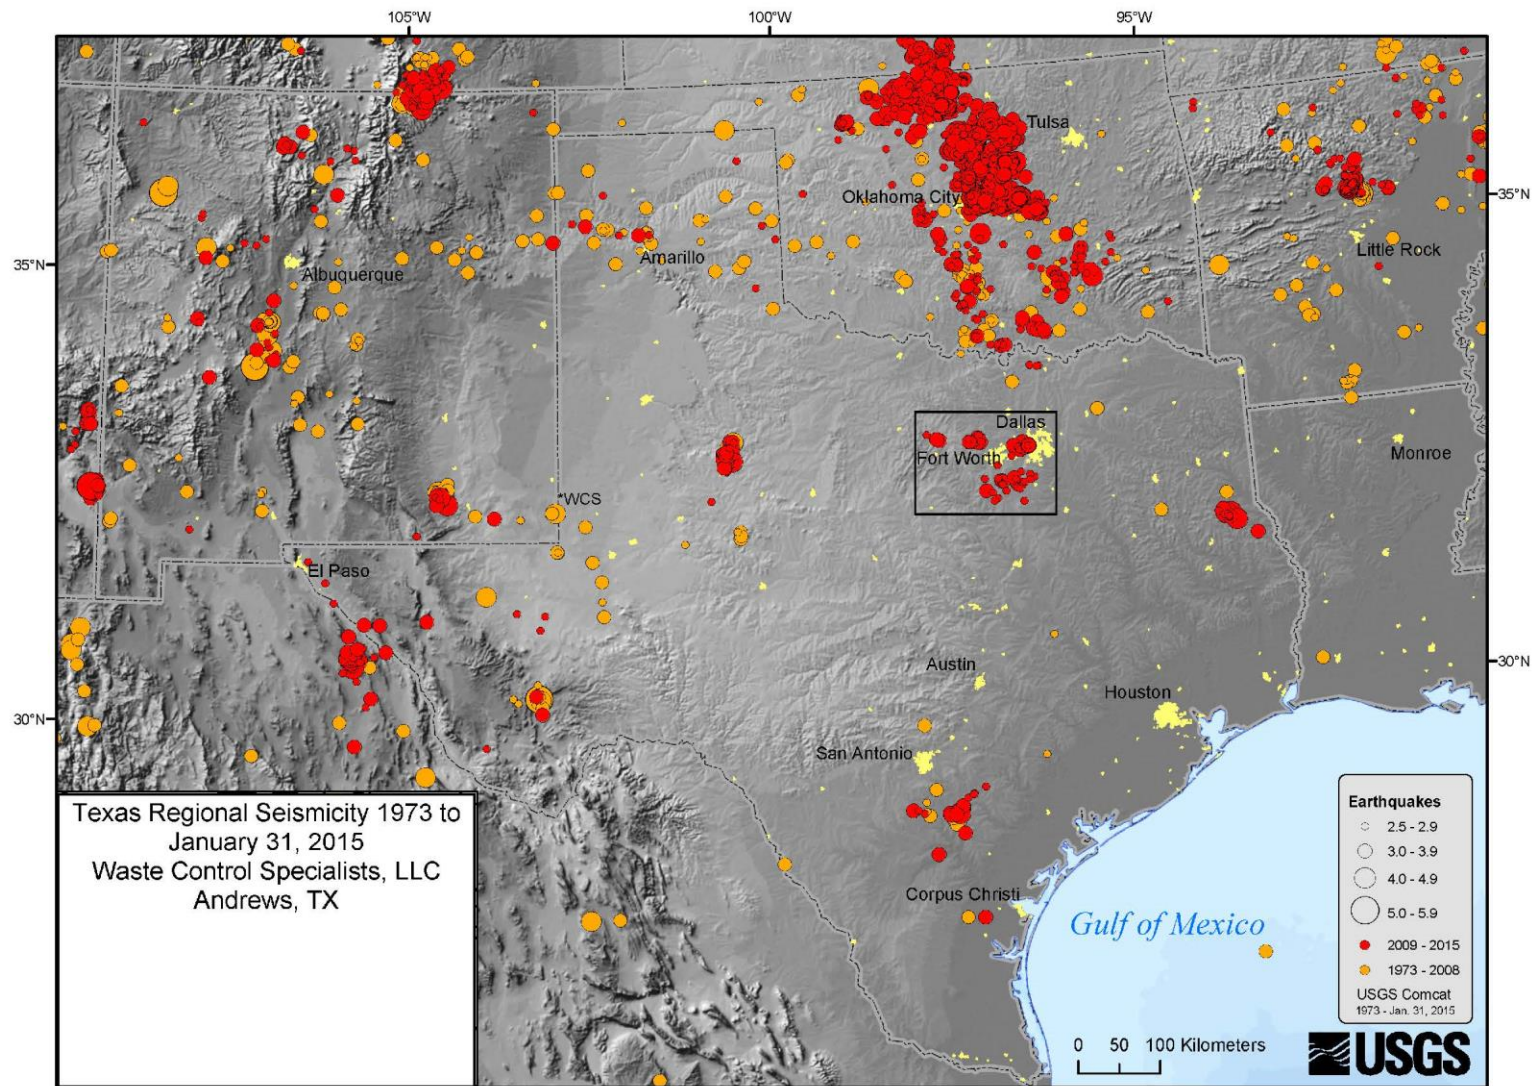 105°W
100°W
95°W
Tulsa
Oklahoma City
35°N
Little Rock
35°N
Albuquerque
Amarillo
Dallas
Fort Worth
Monroe
*WCS
El Paso
30°N
Austin
Houston
30°N
San Antonio
Corpus Christi
Gulf of Mexico
Texas Regional Seismicity 1973 to
January 31, 2015
Waste Control Specialists, LLC
Andrews, TX
Earthquakes
2.5 - 2.9
3.0 - 3.9
4.0 - 4.9
5.0 - 5.9
2009 - 2015
1973 - 2008
USGS Comcat
1973 - Jan. 31, 2015
0 50 100 Kilometers
USGS